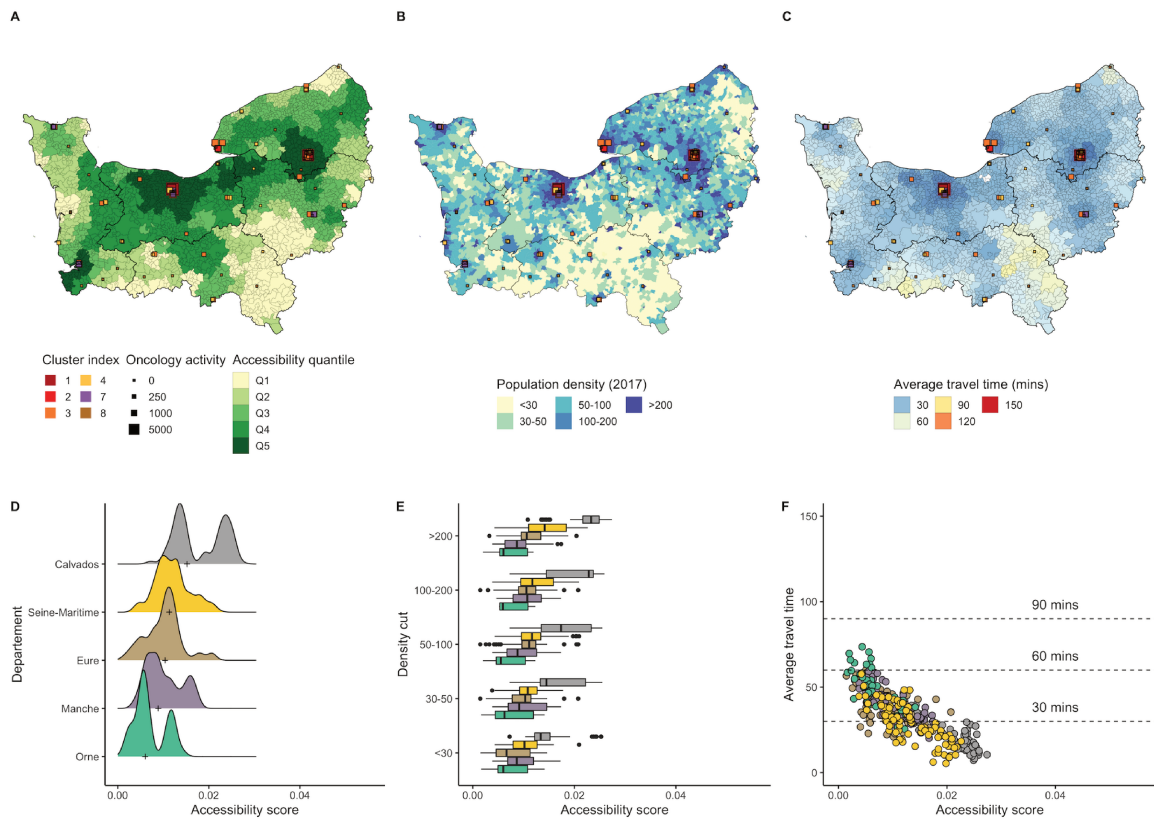 A
B
C
Cluster index
Oncology activity
Accessibility quantile
1 4
2 7
3 8
0
250
1000
5000
Q1
Q2
Q3
Q4
Q5
Population density (2017)
<30 50-100 >200
30-50 100-200
Average travel time (mins)
30 90 150
60 120
D
Departement
Calvados
Seine-Maritime
Eure
Manche
Orne
0.00 0.02 0.04
Accessibility score
E
Density cut
>200
100-200
50-100
30-50
<30
0.00 0.02 0.04
Accessibility score
F
Average travel time
150
100
50
0
90 mins
60 mins
30 mins
0.00 0.02 0.04
Accessibility score